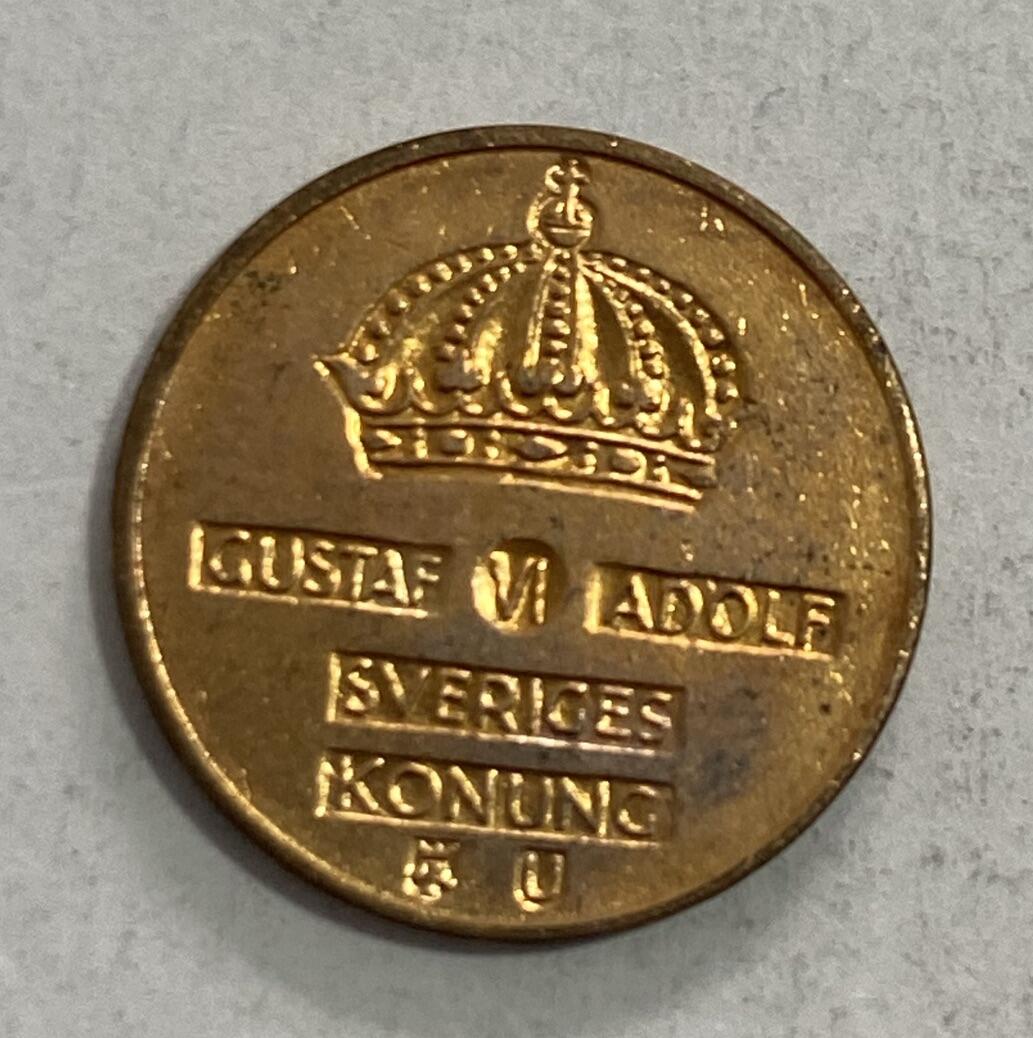 GUSTAF VI ADOLF
SVERIGES
KONUNG
U